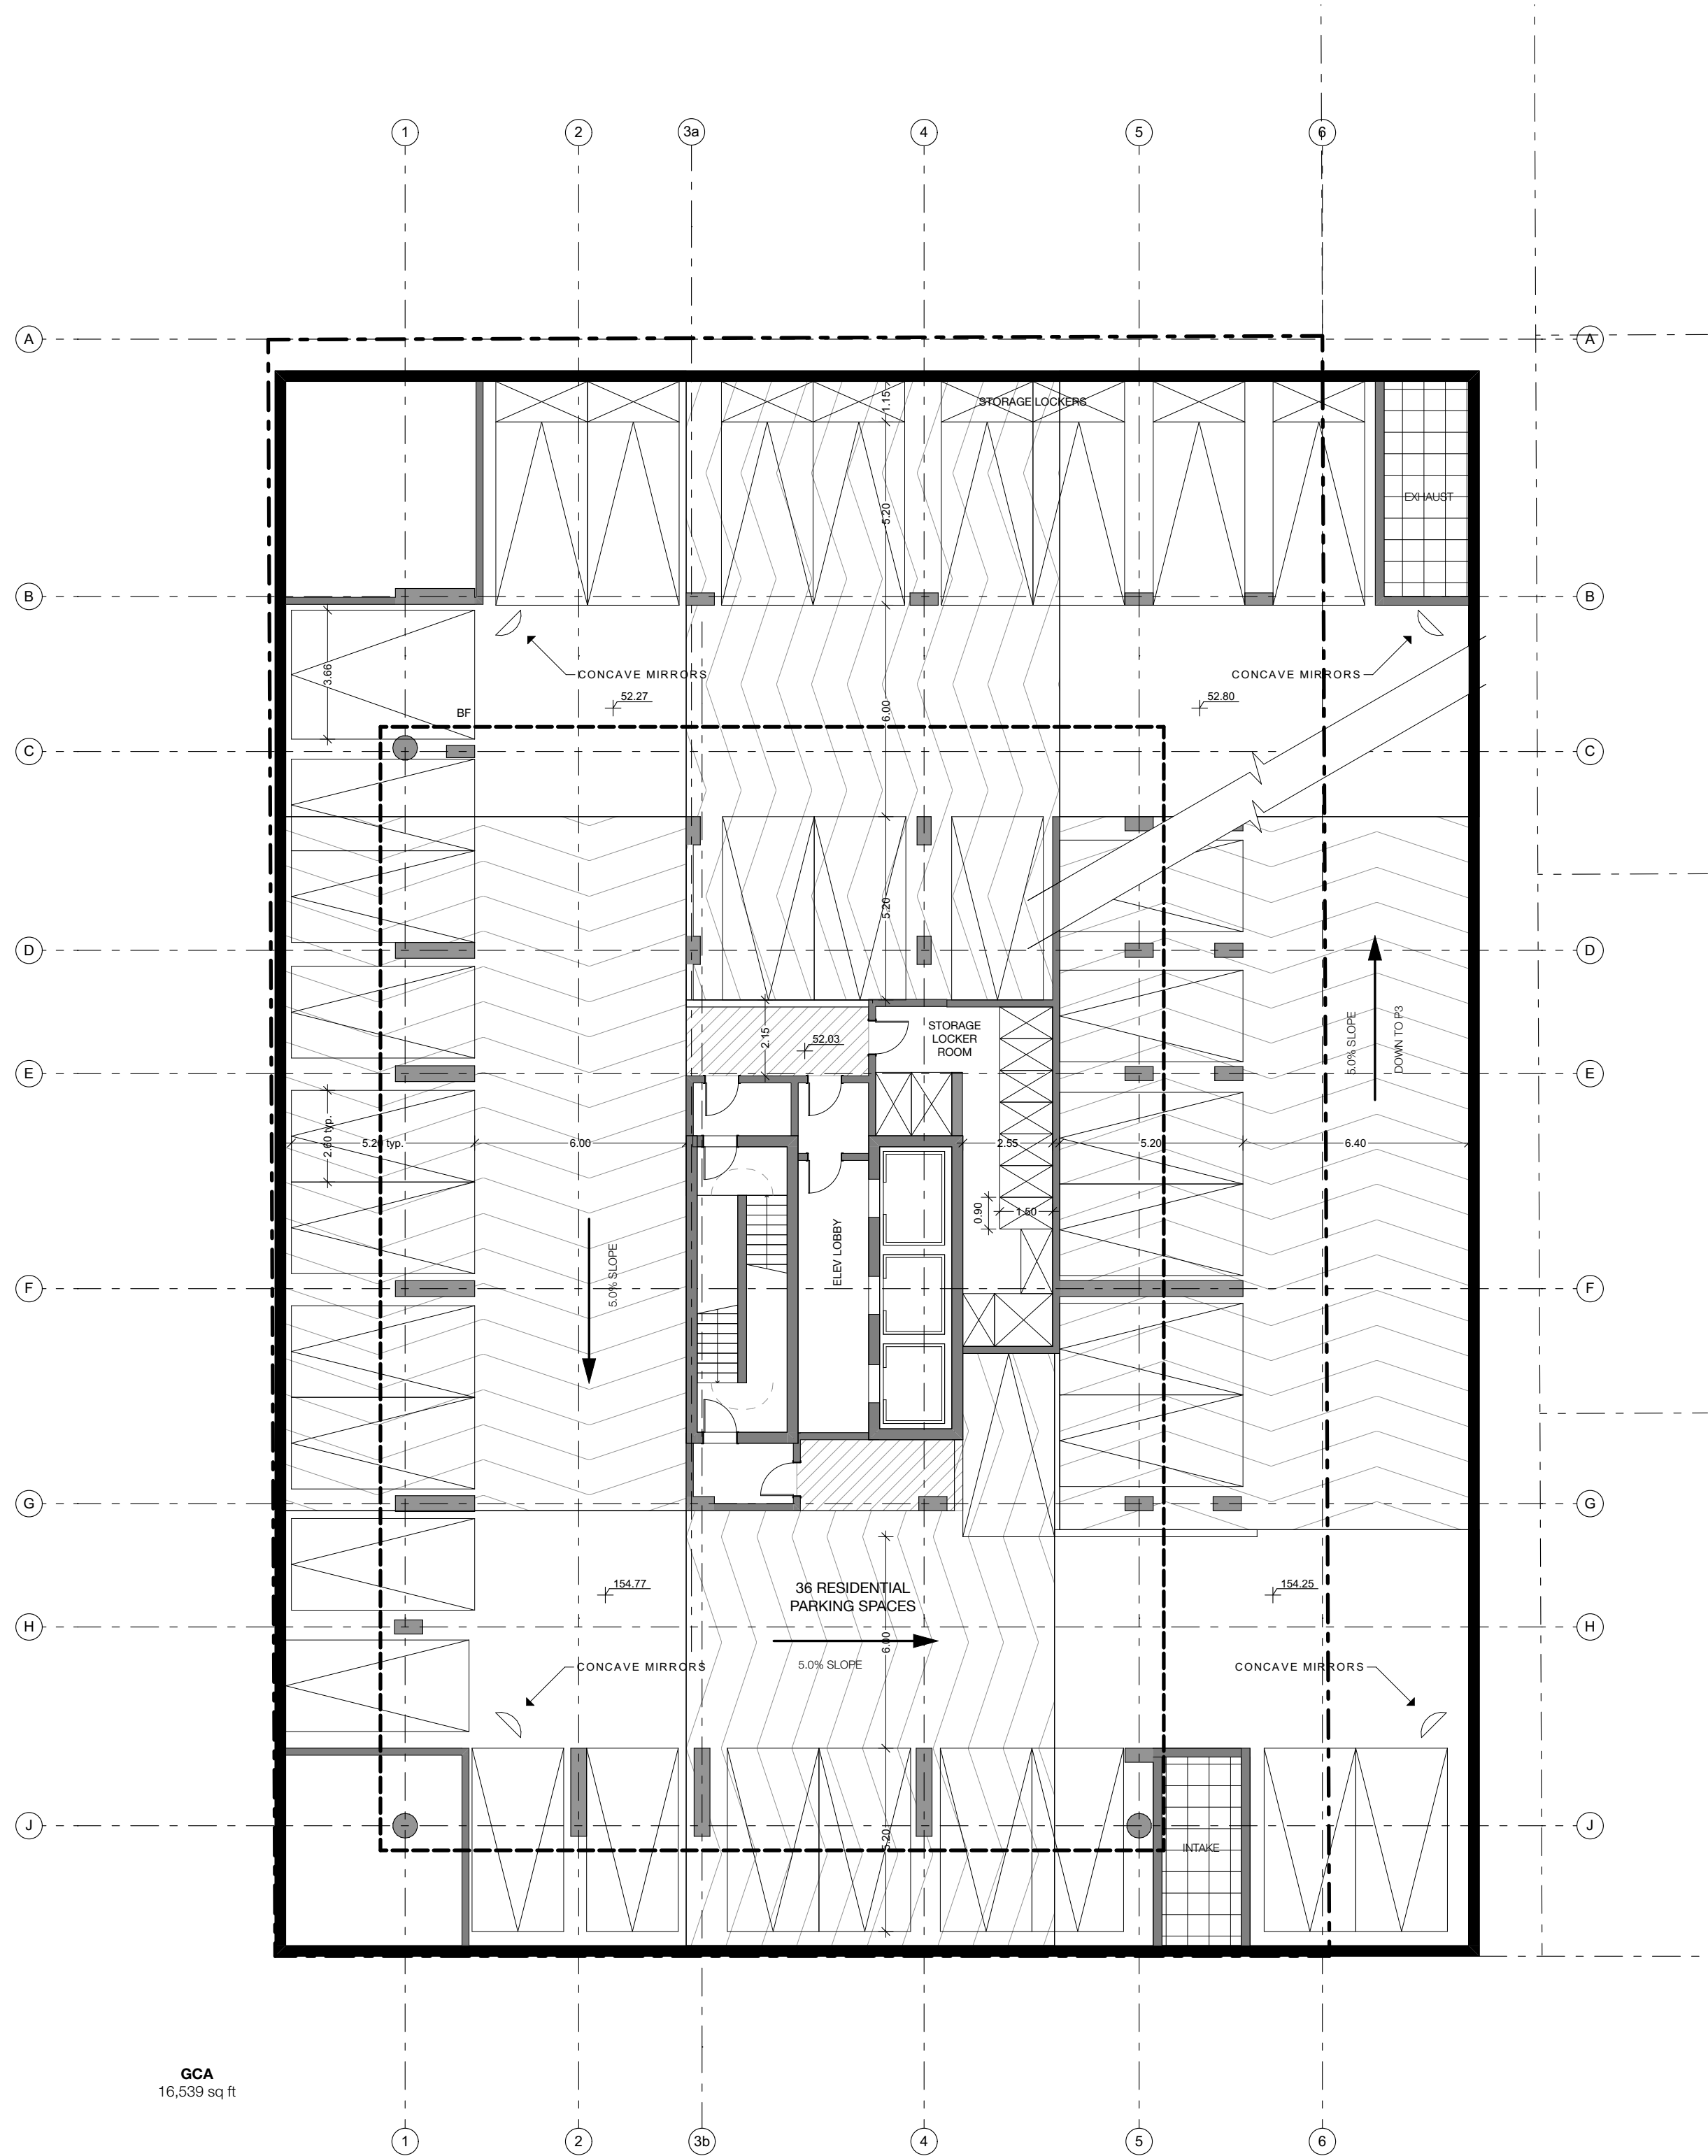 1
2
3a
4
5
6
A
A
STORAGE LOCKERS
1.15
EXHAUST
5.20
B
B
3.66
CONCAVE MIRRORS
CONCAVE MIRRORS
52.27
52.80
BF
6.00
C
C
5.20
D
D
STORAGE
LOCKER
ROOM
2.15
52.03
5.0% SLOPE
DOWN TO P3
E
E
2.60 typ.
5.20 typ.
6.00
2.55
5.20
6.40
0.90
1.50
ELEV LOBBY
5.0% SLOPE
F
F
G
G
154.77
36 RESIDENTIAL
PARKING SPACES
154.25
H
H
6.00
5.0% SLOPE
CONCAVE MIRRORS
CONCAVE MIRRORS
J
J
5.20
INTAKE
GCA
16,539 sq ft
1
2
3b
4
5
6